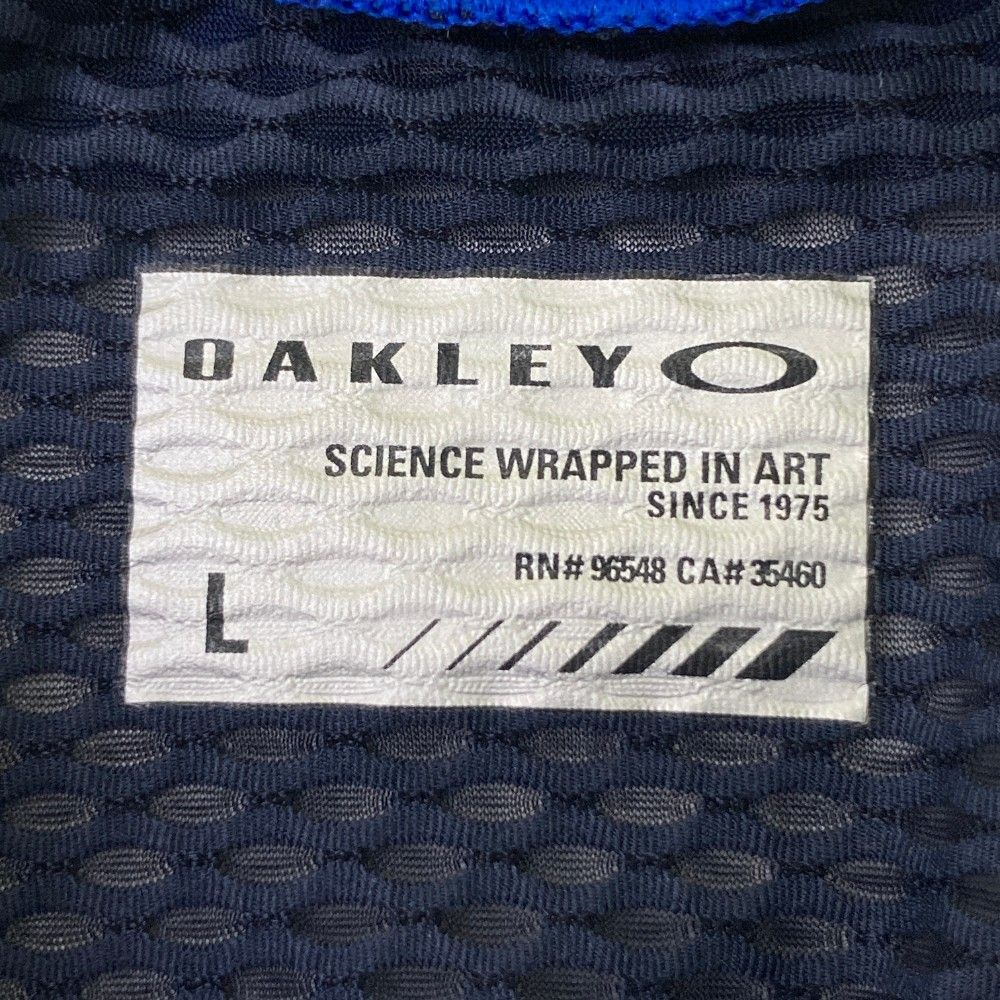 OAKLEY
SCIENCE WRAPPED IN ART
SINCE 1975
RN# 96548 CA# 35460
L